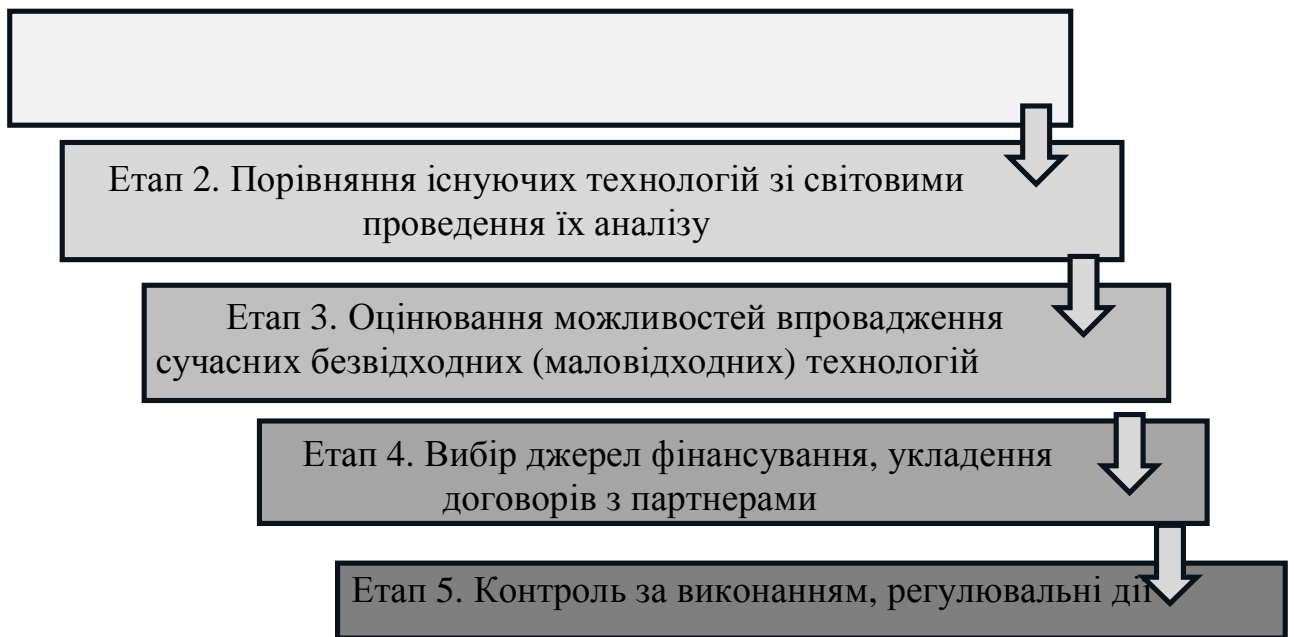 Етап 2. Порівняння існуючих технологій зі світовими
проведення їх аналізу
Етап 3. Оцінювання можливостей впровадження
сучасних безвідходних (маловідходних) технологій
Етап 4. Вибір джерел фінансування, укладення
договорів з партнерами
Етап 5. Контроль за виконанням, регулювальні дії